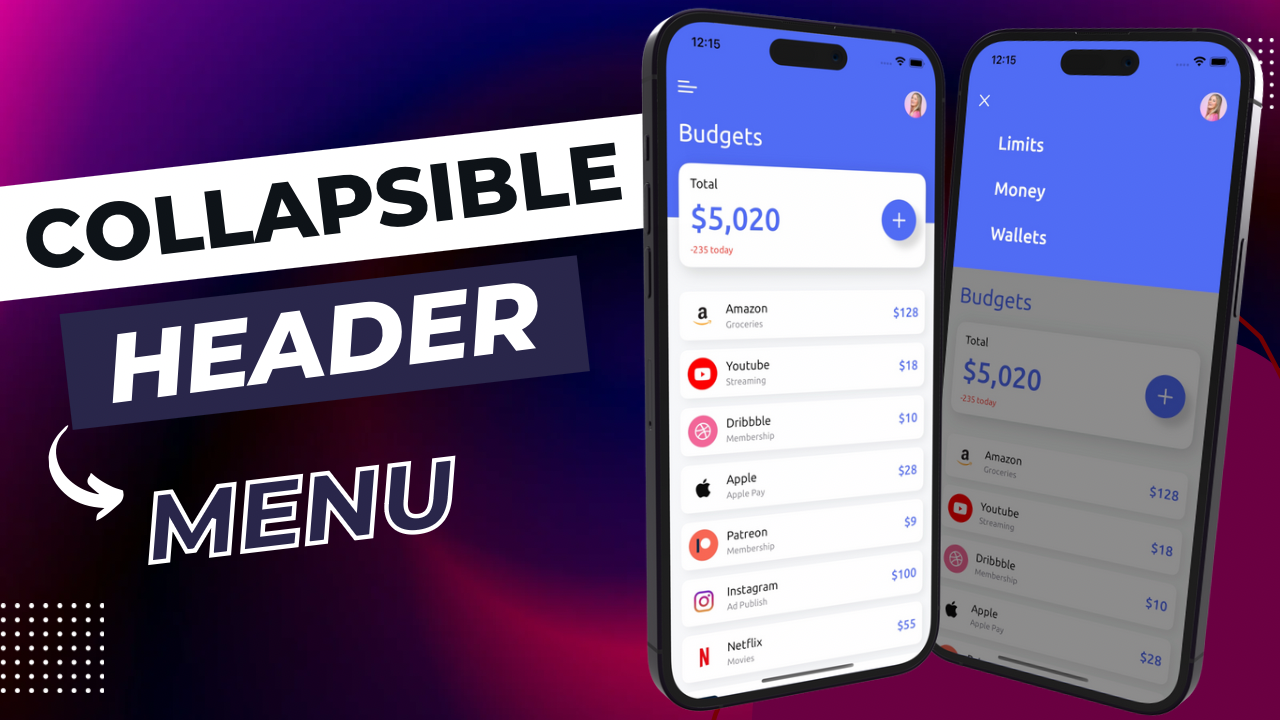 COLLAPSIBLE
HEADER
MENU
12:15
Budgets
Total
$5,020
-235 today
Amazon
Groceries
$128
Youtube
Streaming
$18
Dribbble
Membership
$10
Apple
Apple Pay
$28
Patreon
Membership
$9
Instagram
Ad Publish
$100
Netflix
Movies
$55
12:15
Limits
Money
Wallets
Budgets
Total
$5,020
-235 today
Amazon
Groceries
$128
Youtube
Streaming
$18
Dribbble
Membership
$10
Apple
Apple Pay
$28